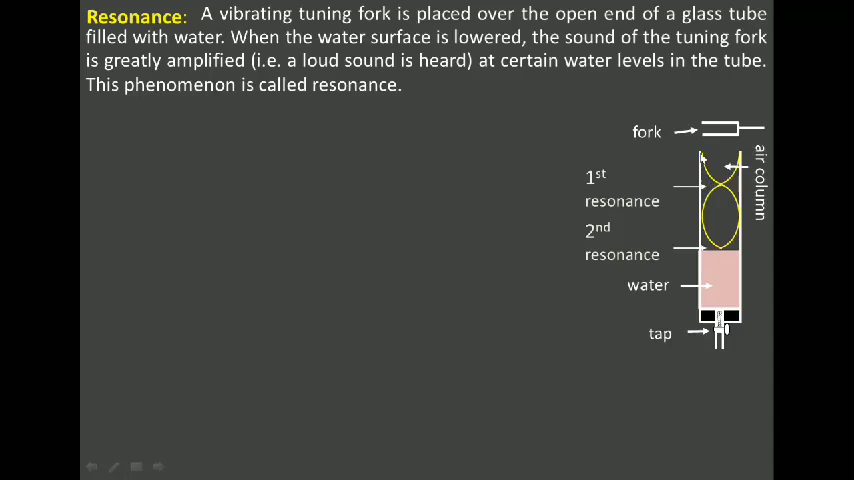 Resonance: A vibrating tuning fork is placed over the open end of a glass tube
filled with water. When the water surface is lowered, the sound of the tuning fork
is greatly amplified (i.e. a loud sound is heard) at certain water levels in the tube.
This phenomenon is called resonance.
fork
air column
1st
resonance
2nd
resonance
water
tap